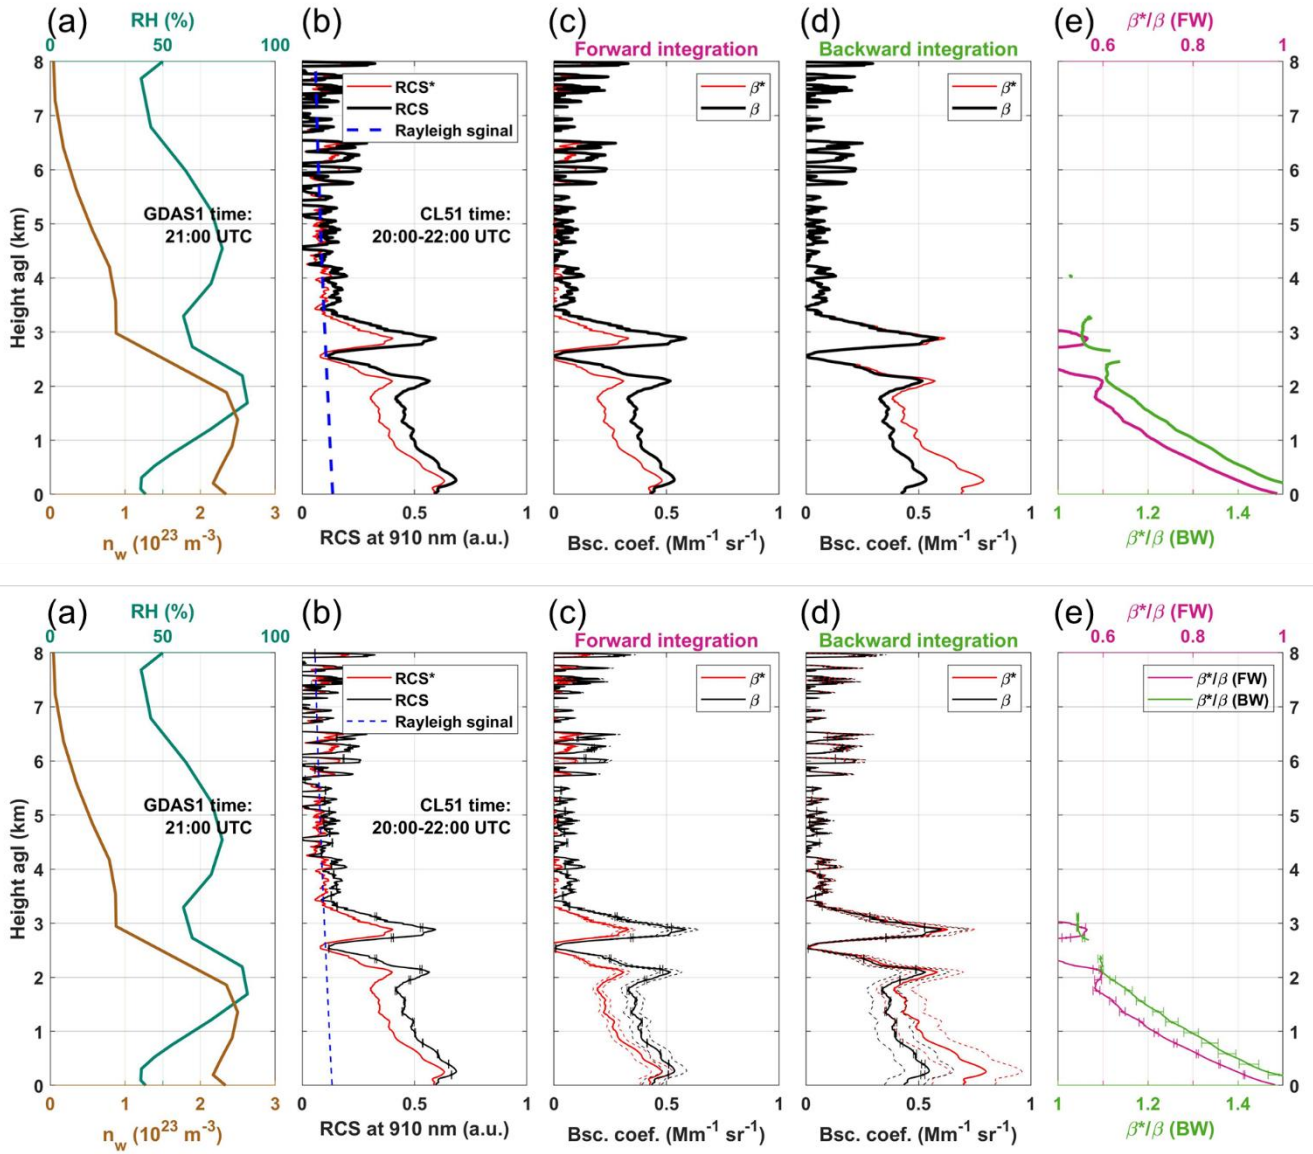 (a)
RH (%)
0 50 100
(b)
(c)
Forward integration
(d)
Backward integration
(e)
β*/β (FW)
0.6 0.8 1
8
7
6
5
4
3
2
1
0
Height agl (km)
GDAS1 time:
21:00 UTC
0 1 2 3
n_w (10^23 m^-3)
RCS*
RCS
Rayleigh sginal
CL51 time:
20:00-22:00 UTC
0 0.5 1
RCS at 910 nm (a.u.)
β*
β
0 0.5 1
Bsc. coef. (Mm^-1 sr^-1)
β*
β
0 0.5 1
Bsc. coef. (Mm^-1 sr^-1)
8
7
6
5
4
3
2
1
0
1 1.2 1.4
β*/β (BW)
(a)
RH (%)
0 50 100
(b)
(c)
Forward integration
(d)
Backward integration
(e)
β*/β (FW)
0.6 0.8 1
8
7
6
5
4
3
2
1
0
Height agl (km)
GDAS1 time:
21:00 UTC
0 1 2 3
n_w (10^23 m^-3)
RCS*
RCS
Rayleigh sginal
CL51 time:
20:00-22:00 UTC
0 0.5 1
RCS at 910 nm (a.u.)
β*
β
0 0.5 1
Bsc. coef. (Mm^-1 sr^-1)
β*
β
0 0.5 1
Bsc. coef. (Mm^-1 sr^-1)
β*/β (FW)
β*/β (BW)
8
7
6
5
4
3
2
1
0
1 1.2 1.4
β*/β (BW)